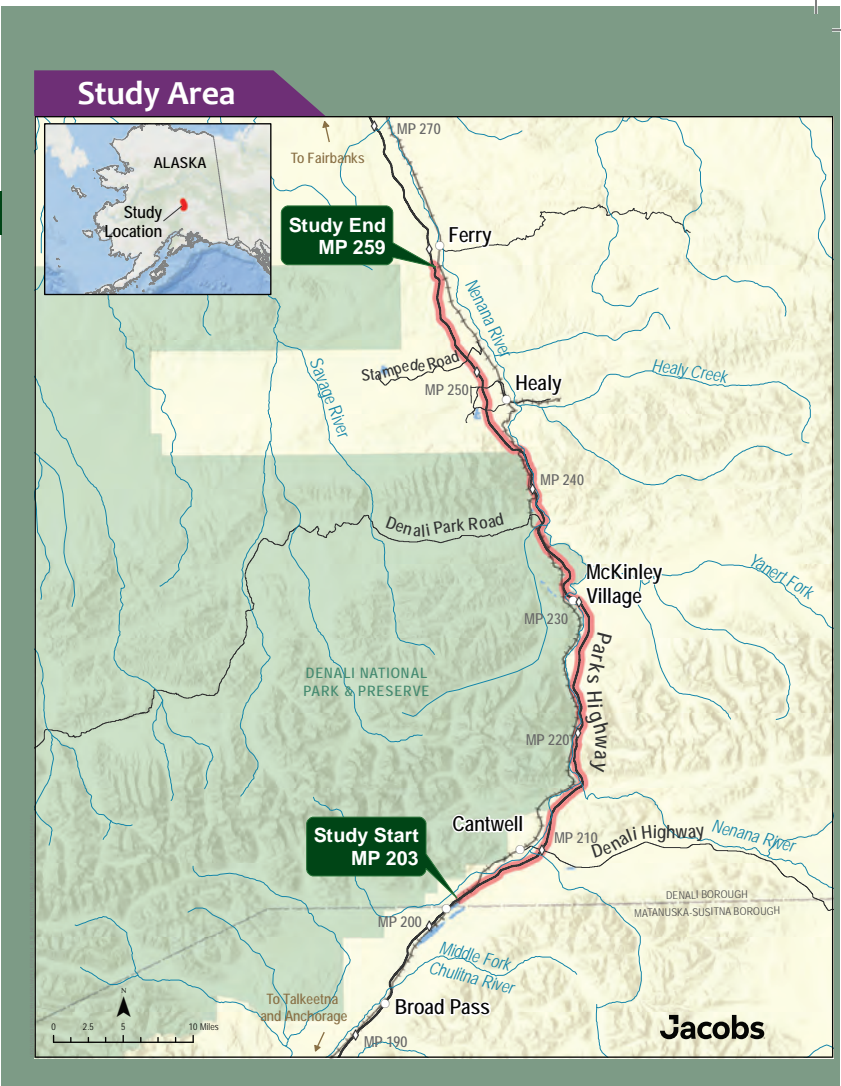 Study Area
ALASKA
Study
Location
MP 270
To Fairbanks
Study End
MP 259
Ferry
Nenana River
Stampede Road
MP 250
Healy
Healy Creek
Savage River
MP 240
Denali Park Road
McKinley
Village
Yanert Fork
MP 230
Parks Highway
DENALI NATIONAL
PARK & PRESERVE
MP 220
Cantwell
Study Start
MP 203
MP 210
Denali Highway
Nenana River
DENALI BOROUGH
MATANUSKA-SUSITNA BOROUGH
MP 200
Middle Fork
Chulitna River
To Talkeetna
and Anchorage
Broad Pass
MP 190
N
0 2.5 5 10 Miles
Jacobs